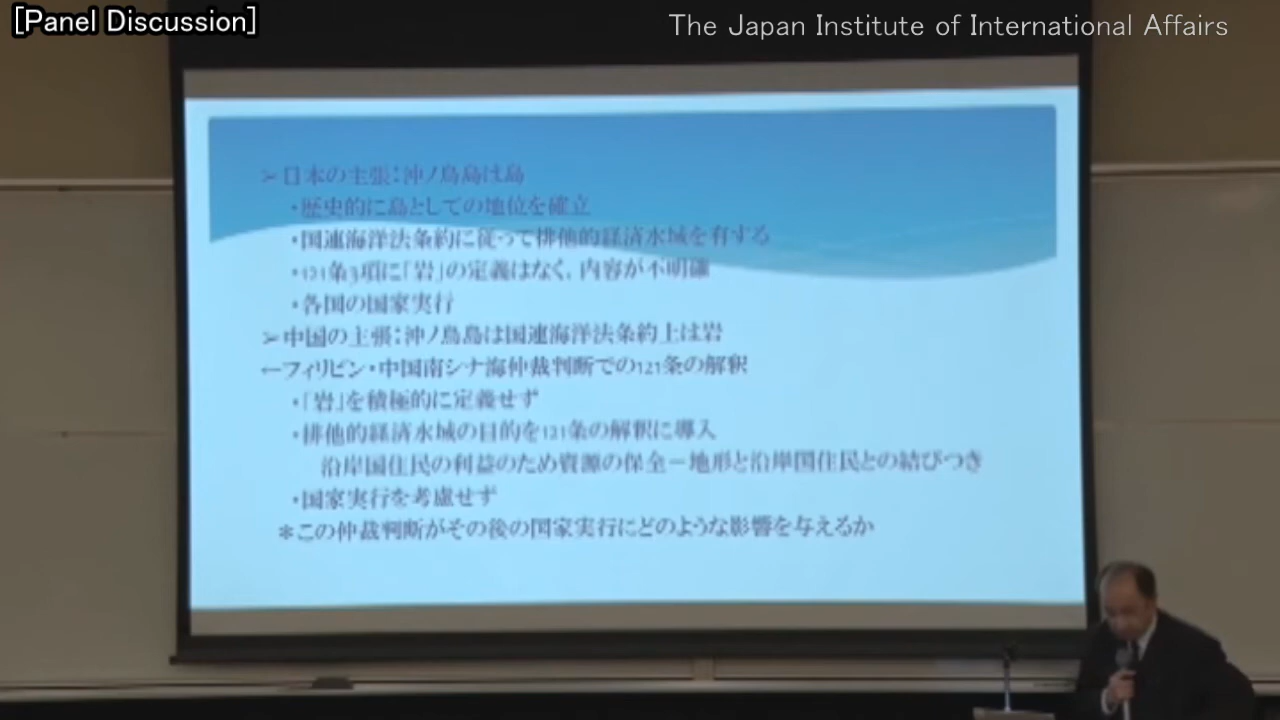 [Panel Discussion]
The Japan Institute of International Affairs
➢日本の主張:沖ノ鳥島は島
・歴史的に島としての地位を確立
・国連海洋法条約に従って排他的経済水域を有する
・121条3項に「岩」の定義はなく、内容が不明確
・各国の国家実行
➢中国の主張:沖ノ鳥島は国連海洋法条約上は岩
←フィリピン・中国南シナ海仲裁判断での121条の解釈
・「岩」を積極的に定義せず
・排他的経済水域の目的を121条の解釈に導入
沿岸国住民の利益のため資源の保全－地形と沿岸国住民との結びつき
・国家実行を考慮せず
＊この仲裁判断がその後の国家実行にどのような影響を与えるか